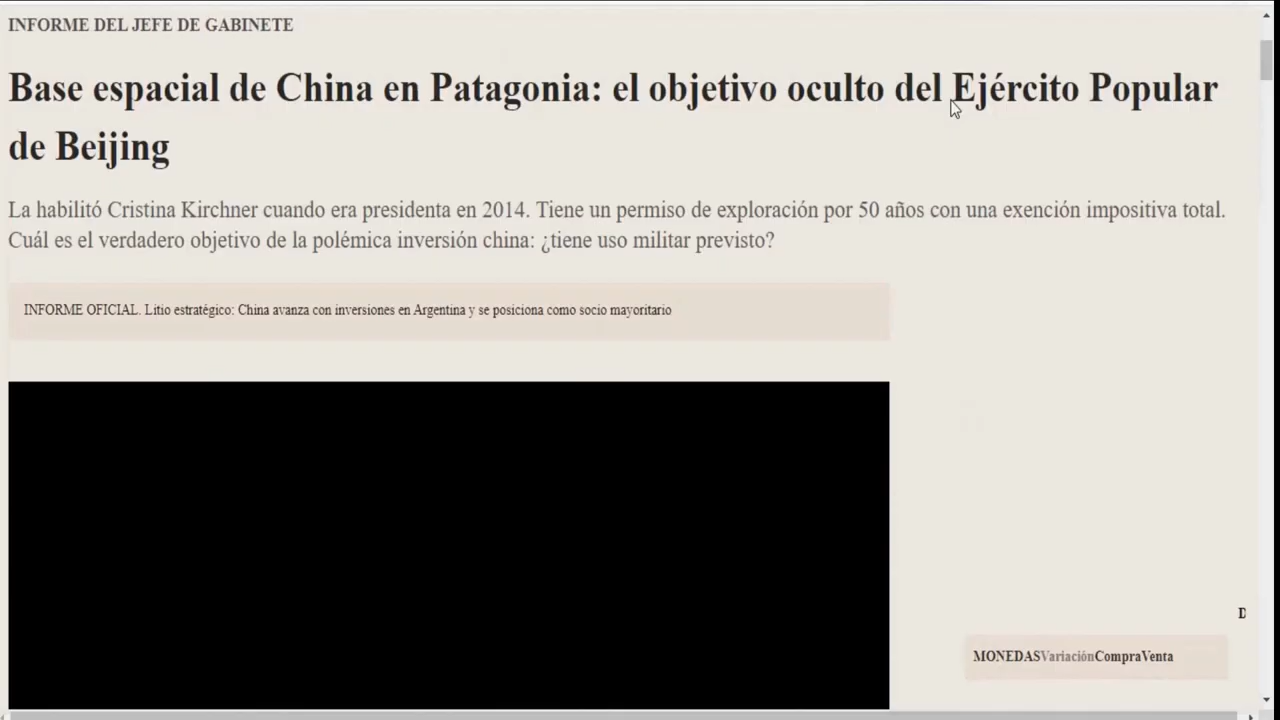 INFORME DEL JEFE DE GABINETE
Base espacial de China en Patagonia: el objetivo oculto del Ejército Popular
de Beijing
La habilitó Cristina Kirchner cuando era presidenta en 2014. Tiene un permiso de exploración por 50 años con una exención impositiva total.
Cuál es el verdadero objetivo de la polémica inversión china: ¿tiene uso militar previsto?
INFORME OFICIAL. Litio estratégico: China avanza con inversiones en Argentina y se posiciona como socio mayoritario
D
MONEDASVariaciónCompraVenta